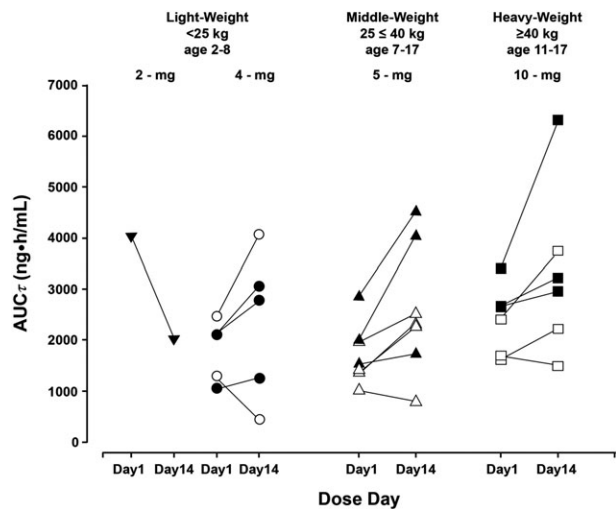 Light-Weight
<25 kg
age 2-8
Middle-Weight
25 ≤ 40 kg
age 7-17
Heavy-Weight
≥40 kg
age 11-17
2 - mg
4 - mg
5 - mg
10 - mg
AUCτ (ng•h/mL)
7000
6000
5000
4000
3000
2000
1000
0
Day1 Day14 Day1 Day14 Day1 Day14 Day1 Day14
Dose Day